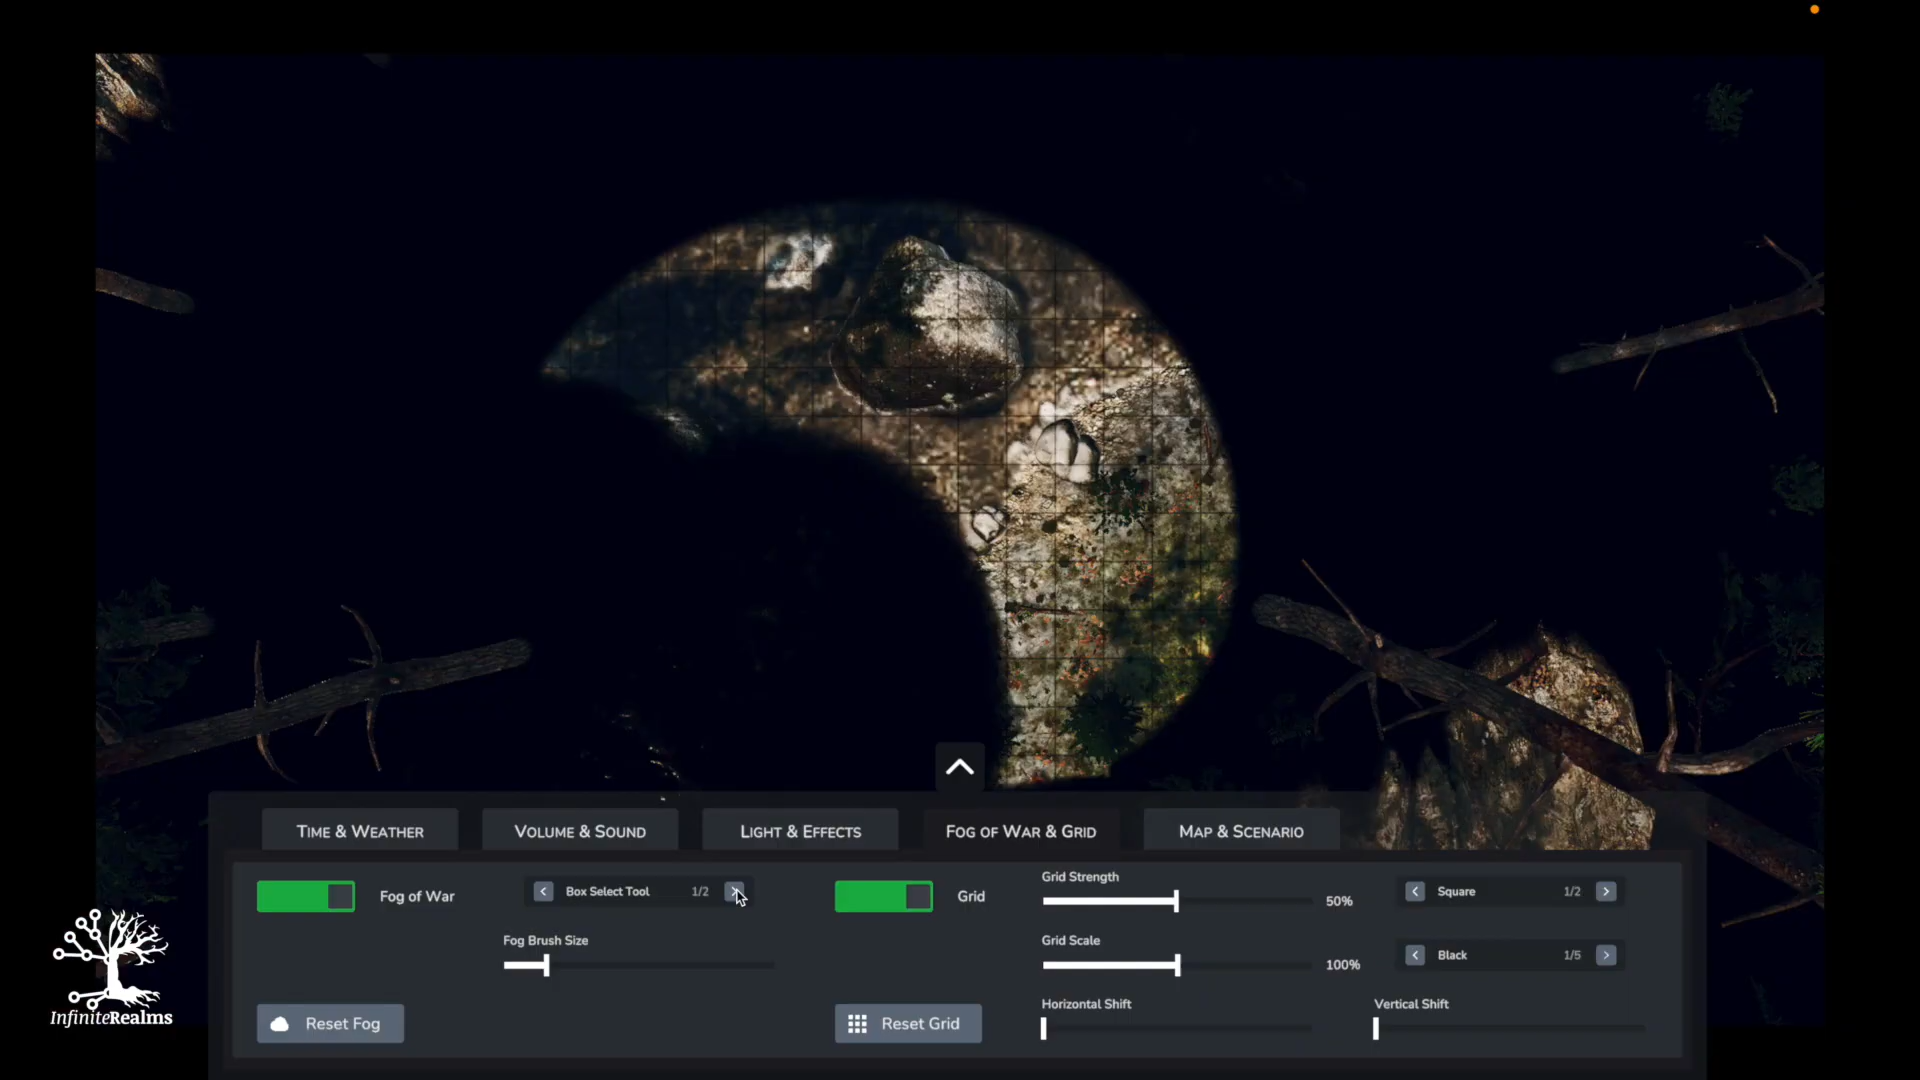 TIME & WEATHER
VOLUME & SOUND
LIGHT & EFFECTS
FOG OF WAR & GRID
MAP & SCENARIO
Fog of War
Box Select Tool 1/2
Fog Brush Size
Reset Fog
Grid
Reset Grid
Grid Strength
50%
Grid Scale
100%
Horizontal Shift
Square 1/2
Black 1/5
Vertical Shift
InfiniteRealms